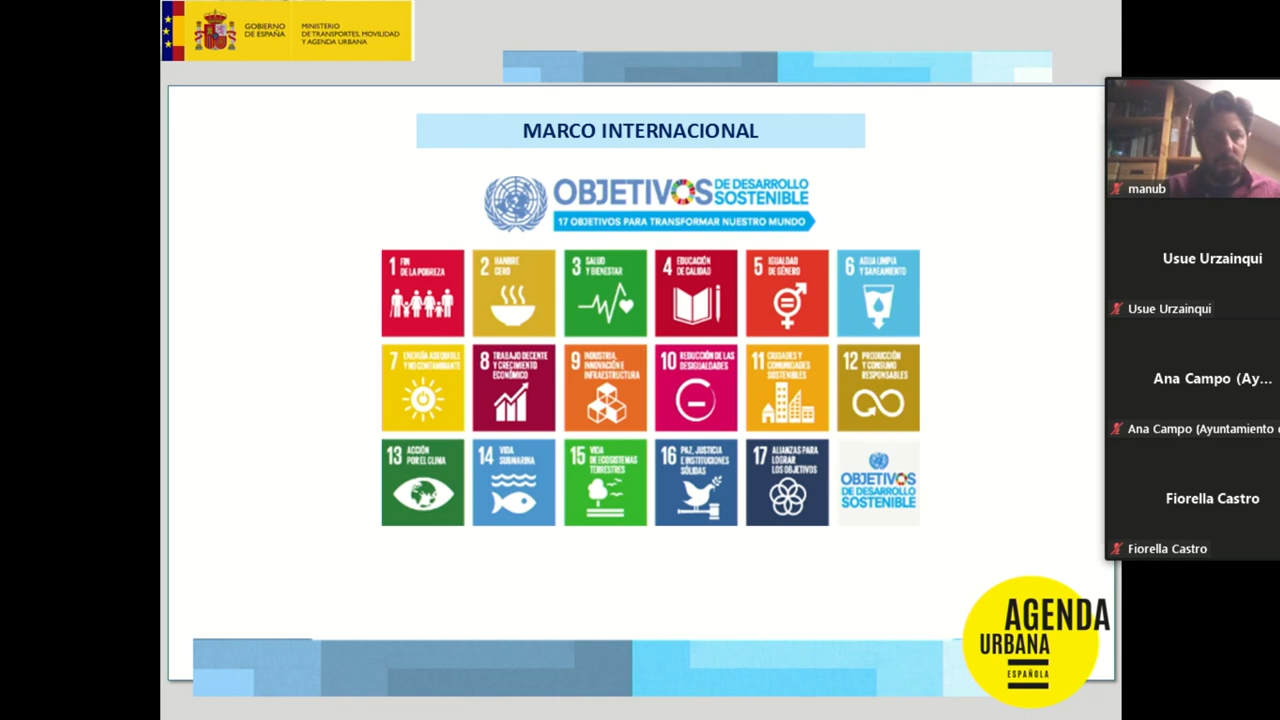 GOBIERNO
DE ESPAÑA
MINISTERIO
DE TRANSPORTES, MOVILIDAD
Y AGENDA URBANA
MARCO INTERNACIONAL
OBJETIVOS
DE DESARROLLO
SOSTENIBLE
17 OBJETIVOS PARA TRANSFORMAR NUESTRO MUNDO
1 FIN
DE LA POBREZA
2 HAMBRE
CERO
3 SALUD
Y BIENESTAR
4 EDUCACIÓN
DE CALIDAD
5 IGUALDAD
DE GÉNERO
6 AGUA LIMPIA
Y SANEAMIENTO
7 ENERGÍA ASEQUIBLE
Y NO CONTAMINANTE
8 TRABAJO DECENTE
Y CRECIMIENTO
ECONÓMICO
9 INDUSTRIA,
INNOVACIÓN E
INFRAESTRUCTURA
10 REDUCCIÓN DE LAS
DESIGUALDADES
11 CIUDADES Y
COMUNIDADES
SOSTENIBLES
12 PRODUCCIÓN
Y CONSUMO
RESPONSABLES
13 ACCIÓN
POR EL CLIMA
14 VIDA
SUBMARINA
15 VIDA
DE ECOSISTEMAS
TERRESTRES
16 PAZ, JUSTICIA
E INSTITUCIONES
SÓLIDAS
17 ALIANZAS PARA
LOGRAR
LOS OBJETIVOS
OBJETIVOS
DE DESARROLLO
SOSTENIBLE
AGENDA
URBANA
ESPAÑOLA
manub
Usue Urzainqui
Usue Urzainqui
Ana Campo (Ay...
Ana Campo (Ayuntamiento
Fiorella Castro
Fiorella Castro